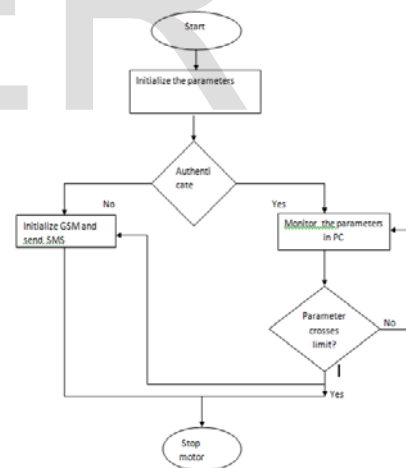 ER
Start
Initialize the parameters
Authenti
cate
No
Yes
Initialize GSM and
send SMS
Monitor the parameters
in PC
Parameter
crosses
limit?
No
Yes
Stop
motor